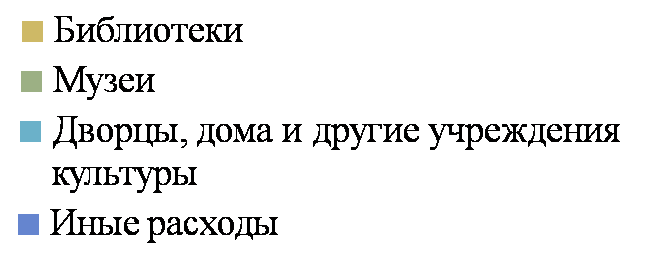 Библиотеки
Музеи
Дворцы, дома и другие учреждения
культуры
Иные расходы